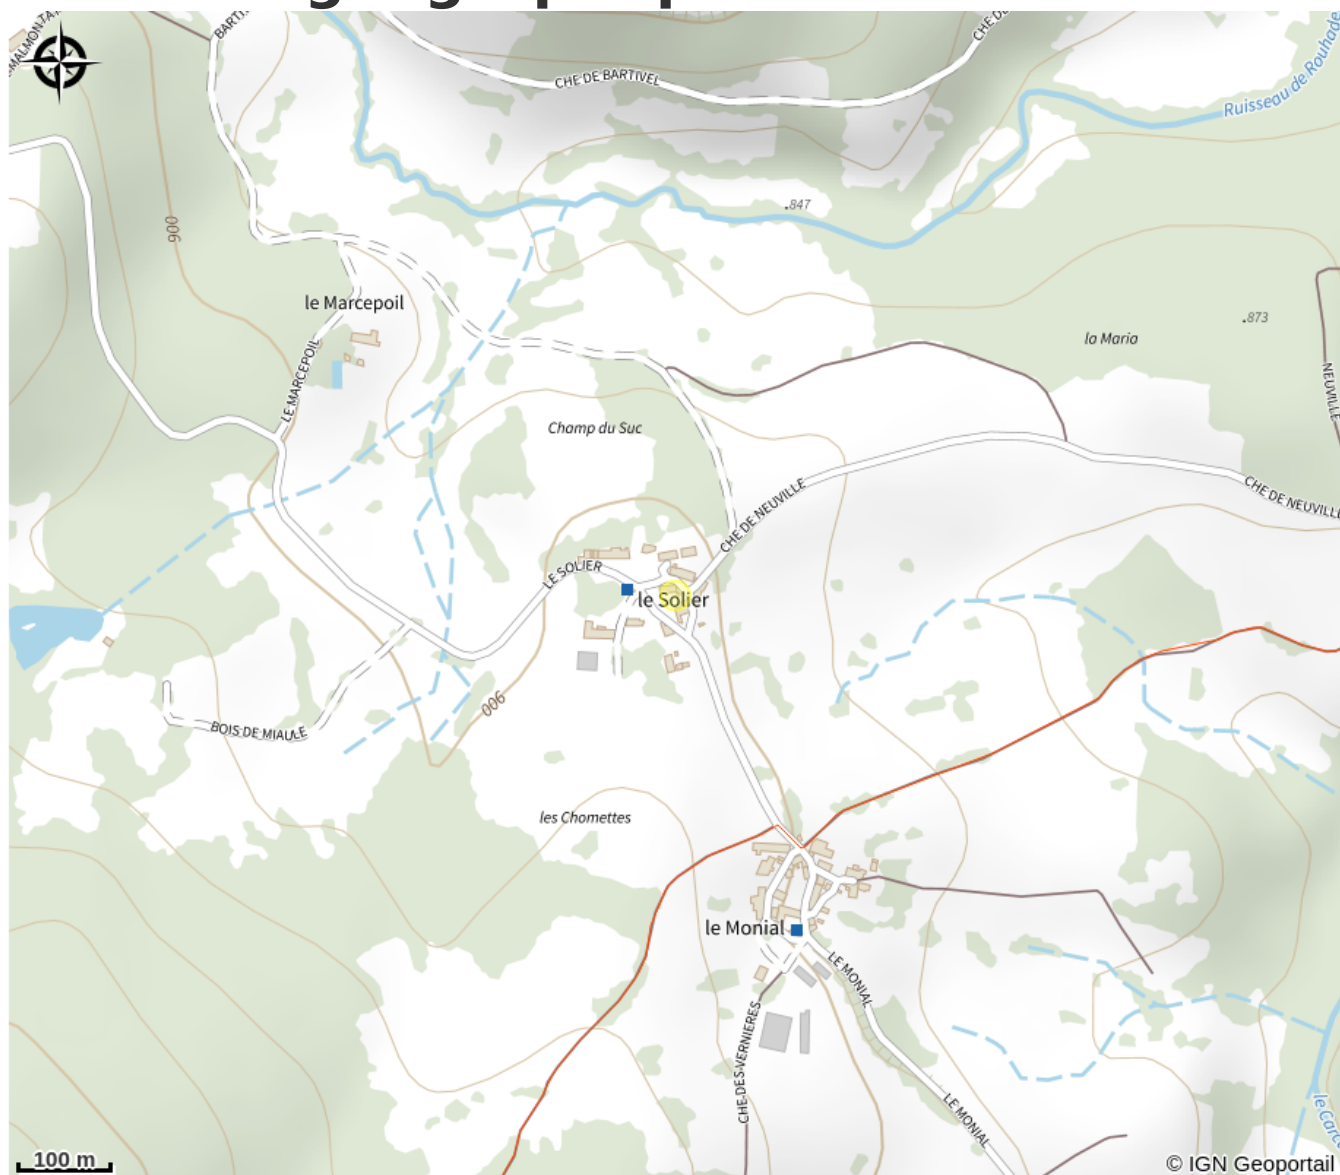 CHE DE BARTIVEL
Ruisseau de Rouhade
847
900
le Marcepoil
873
la Maria
LE MARCEPOIL
NEUVILLE
Champ du Suc
CHE DE NEUVILLE
CHE DE NEUVILLE
LE SOLIER
le Solier
900
BOIS DE MIAULE
les Chomettes
le Monial
LE MONIAL
CHE DES VERNIERES
LE MONIAL
100 m
© IGN Geoportail